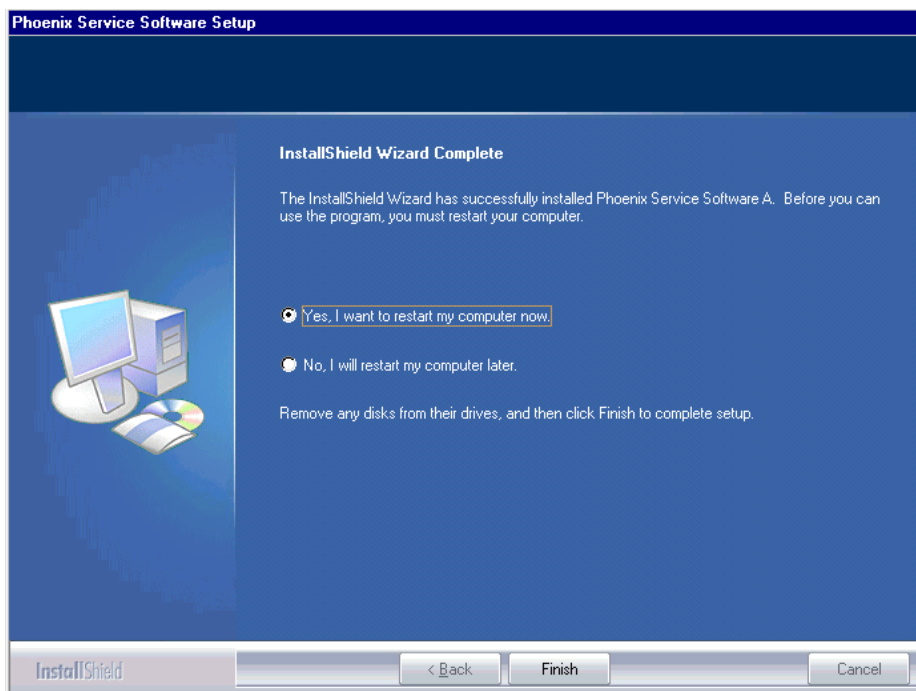 Phoenix Service Software Setup
InstallShield Wizard Complete
The InstallShield Wizard has successfully installed Phoenix Service Software A. Before you can
use the program, you must restart your computer.
Yes, I want to restart my computer now.
No, I will restart my computer later.
Remove any disks from their drives, and then click Finish to complete setup.
InstallShield
< Back
Finish
Cancel